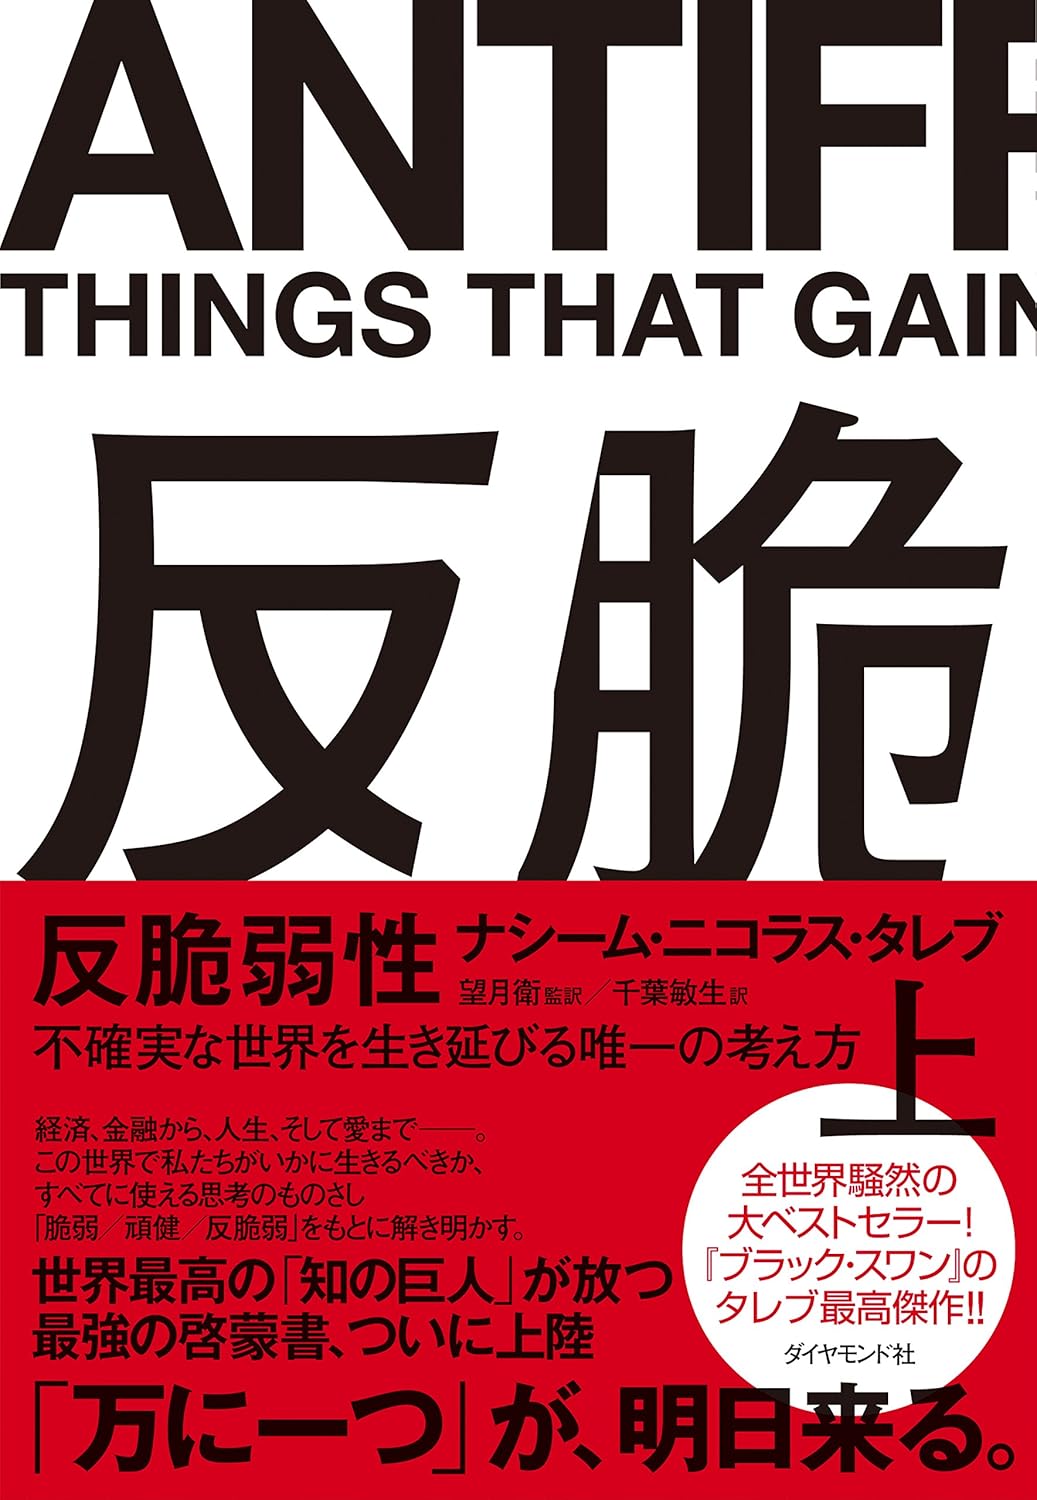 ANTIF
THINGS THAT GAIN
反脆
反脆弱性
ナシーム・ニコラス・タレブ
望月衛 監訳／千葉敏生 訳
不確実な世界を生き延びる唯一の考え方
上
経済、金融から、人生、そして愛まで――。
この世界で私たちがいかに生きるべきか、
すべてに使える思考のものさし
「脆弱／頑健／反脆弱」をもとに解き明かす。
世界最高の「知の巨人」が放つ
最強の啓蒙書、ついに上陸
「万に一つ」が、明日来る。
全世界騒然の
大ベストセラー!
『ブラック・スワン』の
タレブ最高傑作!!
ダイヤモンド社